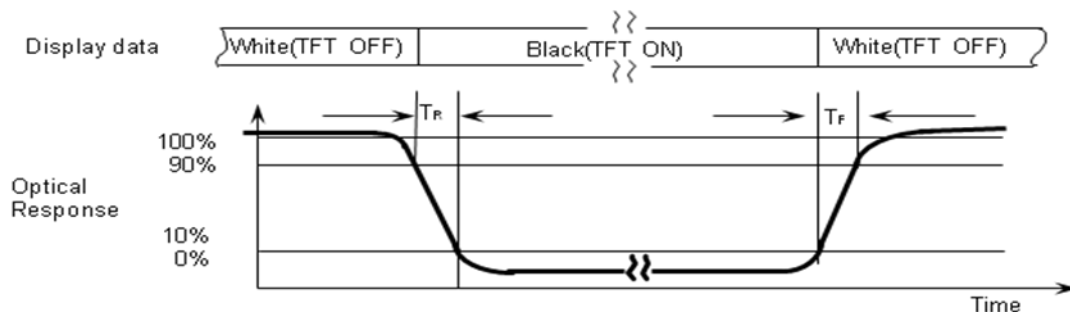 Display data
White(TFT OFF)
Black(TFT ON)
White(TFT OFF)
TR
TF
100%
90%
Optical
Response
10%
0%
Time